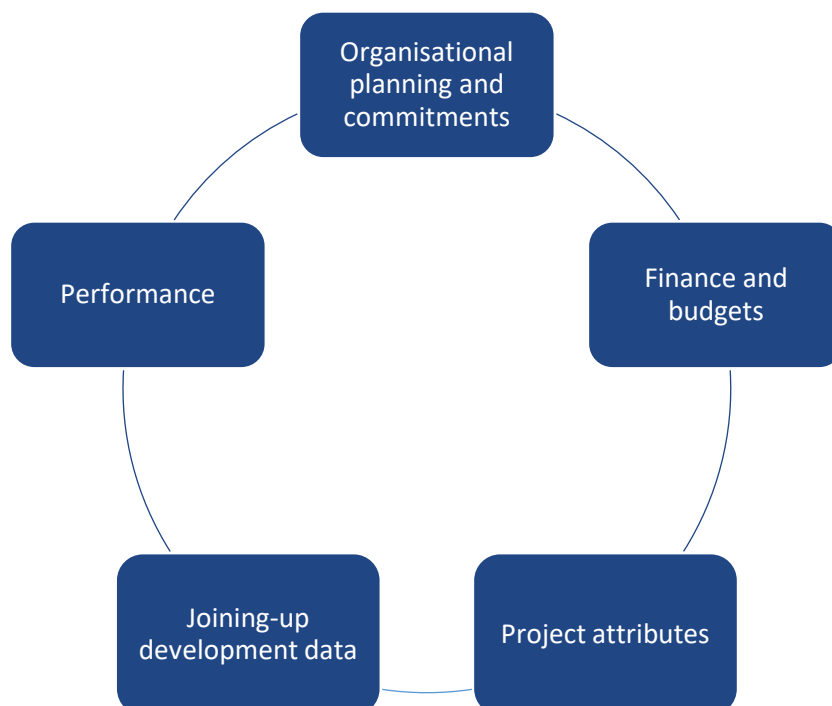 Organisational
planning and
commitments
Performance
Finance and
budgets
Joining-up
development data
Project attributes